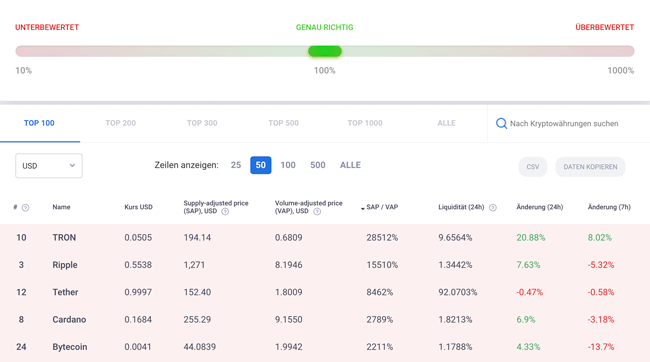 UNTERBEWERTET GENAU RICHTIG ÜBERBEWERTET
10% 100% 1000%
TOP 100 TOP 200 TOP 300 TOP 500 TOP 1000 ALLE Nach Kryptowährungen suchen
USD Zeilen anzeigen: 25 50 100 500 ALLE CSV DATEN KOPIEREN
# Name Kurs USD Supply-adjusted price (SAP), USD Volume-adjusted price (VAP), USD SAP / VAP Liquidität (24h) Änderung (24h) Änderung (7h)
10 TRON 0.0505 194.14 0.6809 28512% 9.6564% 20.88% 8.02%
3 Ripple 0.5538 1,271 8.1946 15510% 1.3442% 7.63% -5.32%
12 Tether 0.9997 152.40 1.8009 8462% 92.0703% -0.47% -0.58%
8 Cardano 0.1684 255.29 9.1550 2789% 1.8213% 6.9% -3.18%
24 Bytecoin 0.0041 44.0839 1.9942 2211% 1.1788% 4.33% -13.7%